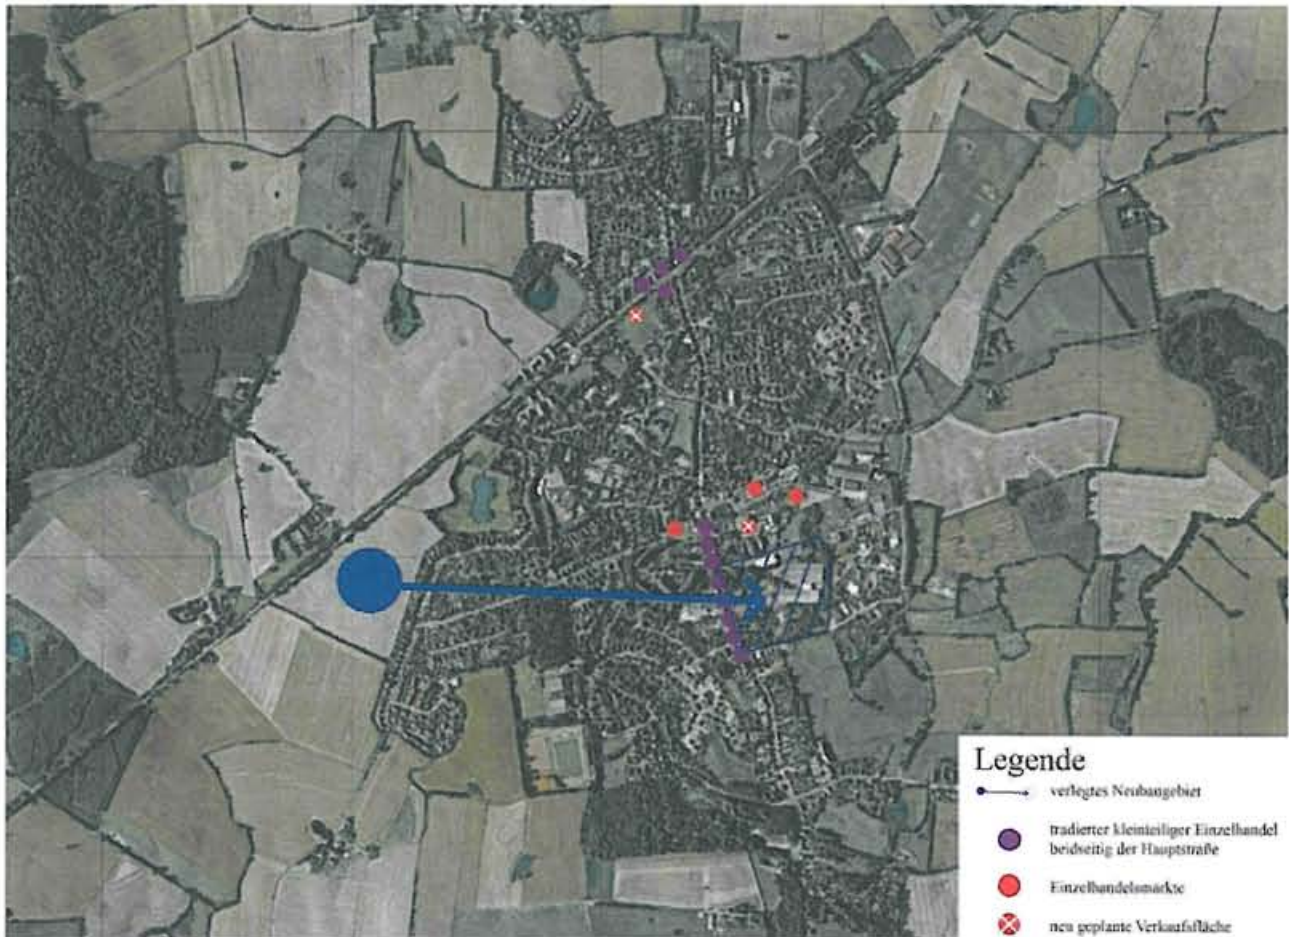 Legende
verlegtes Neubaugebiet
tradierter kleinteiliger Einzelhandel
beidseitig der Hauptstraße
Einzelhandelsmärkte
neu geplante Verkaufsfläche